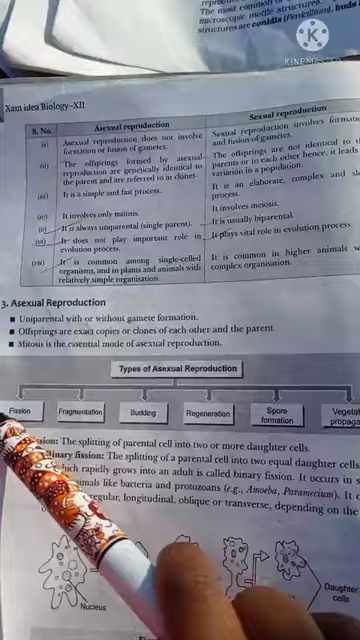 The most common
microscopic motile structures.
structures are conidia (Penicillium), buds
KINEMASTER
Xam idea Biology–XII
S. No. Asexual reproduction Sexual reproduction
(i) Asexual reproduction does not involve formation or fusion of gametes. Sexual reproduction involves and fusion of gametes.
(ii) The offsprings formed by asexual reproduction are genetically identical to the parent and are referred to as clones. The offsprings are not identical to parents or to each other hence, it leads variation in a population.
(iii) It is a simple and fast process. It is an elaborate, complex and process.
(iv) It involves only mitosis. It involves meiosis.
(v) It is always uniparental (single parent). It is usually biparental.
(vi) It does not play important role in evolution process. It plays vital role in evolution process
(vii) It is common among single-celled organisms, and in plants and animals with relatively simple organisation. It is common in higher animals complex organisation.
3. Asexual Reproduction
■ Uniparental with or without gamete formation.
■ Offsprings are exact copies or clones of each other and the parent.
■ Mitosis is the essential mode of asexual reproduction.
Types of Asexual Reproduction
Fission Fragmentation Budding Regeneration Spore formation
The splitting of parental cell into two or more daughter cells.
Binary fission: The splitting of a parental cell into two equal daughter cells
which rapidly grows into an adult is called binary fission. It occurs in
like bacteria and protozoans (e.g., Amoeba, Paramecium). It
longitudinal, oblique or transverse, depending on the
Nucleus
Daughter
cells